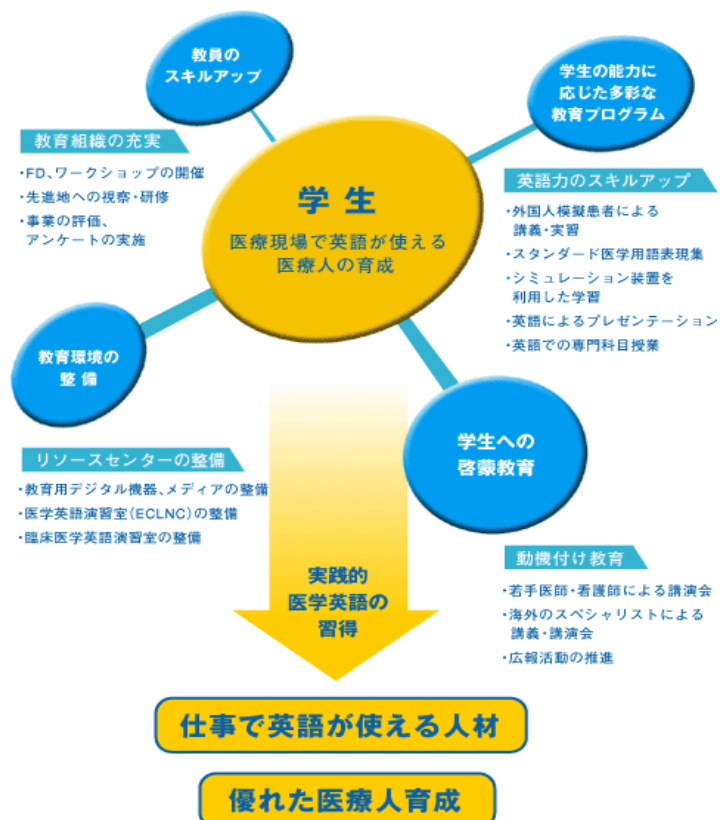 教員の
スキルアップ
学生の能力に
応じた多彩な
教育プログラム
教育組織の充実
・FD、ワークショップの開催
・先進地への視察・研修
・事業の評価、
アンケートの実施
学生
医療現場で英語が使える
医療人の育成
英語力のスキルアップ
・外国人模擬患者による
講義・実習
・スタンダード医学用語表現集
・シミュレーション装置を
利用した学習
・英語によるプレゼンテーション
・英語での専門科目授業
教育環境の
整備
リソースセンターの整備
・教育用デジタル機器、メディアの整備
・医学英語演習室(ECLNC)の整備
・臨床医学英語演習室の整備
学生への
啓蒙教育
動機付け教育
・若手医師・看護師による講演会
・海外のスペシャリストによる
講義・講演会
・広報活動の推進
実践的
医学英語の
習得
仕事で英語が使える人材
優れた医療人育成